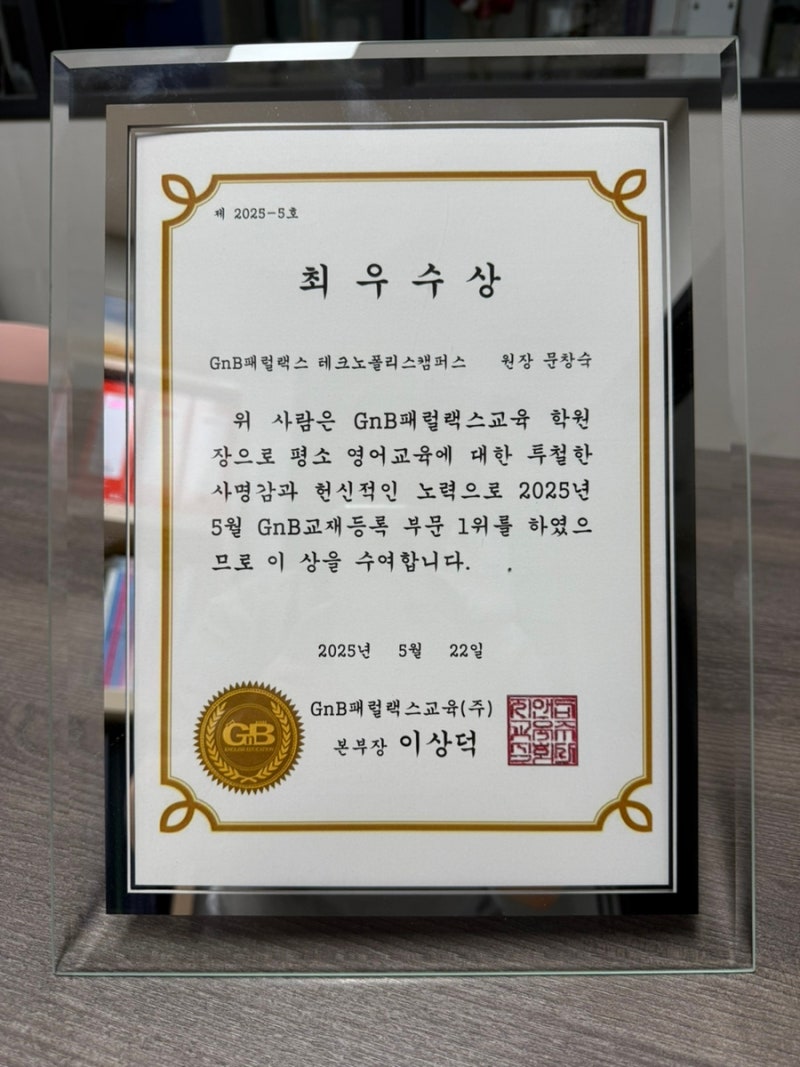 제 2025-5호
최우수상
GnB패럴랙스 테크노폴리스캠퍼스 원장 문창숙
위 사람은 GnB패럴랙스교육 학원
장으로 평소 영어교육에 대한 투철한
사명감과 헌신적인 노력으로 2025년
5월 GnB교재등록 부문 1위를 하였으
므로 이 상을 수여합니다.
2025년 5월 22일
GnB패럴랙스교육(주)
본부장 이상덕
GnB
ENGLISH EDUCATION